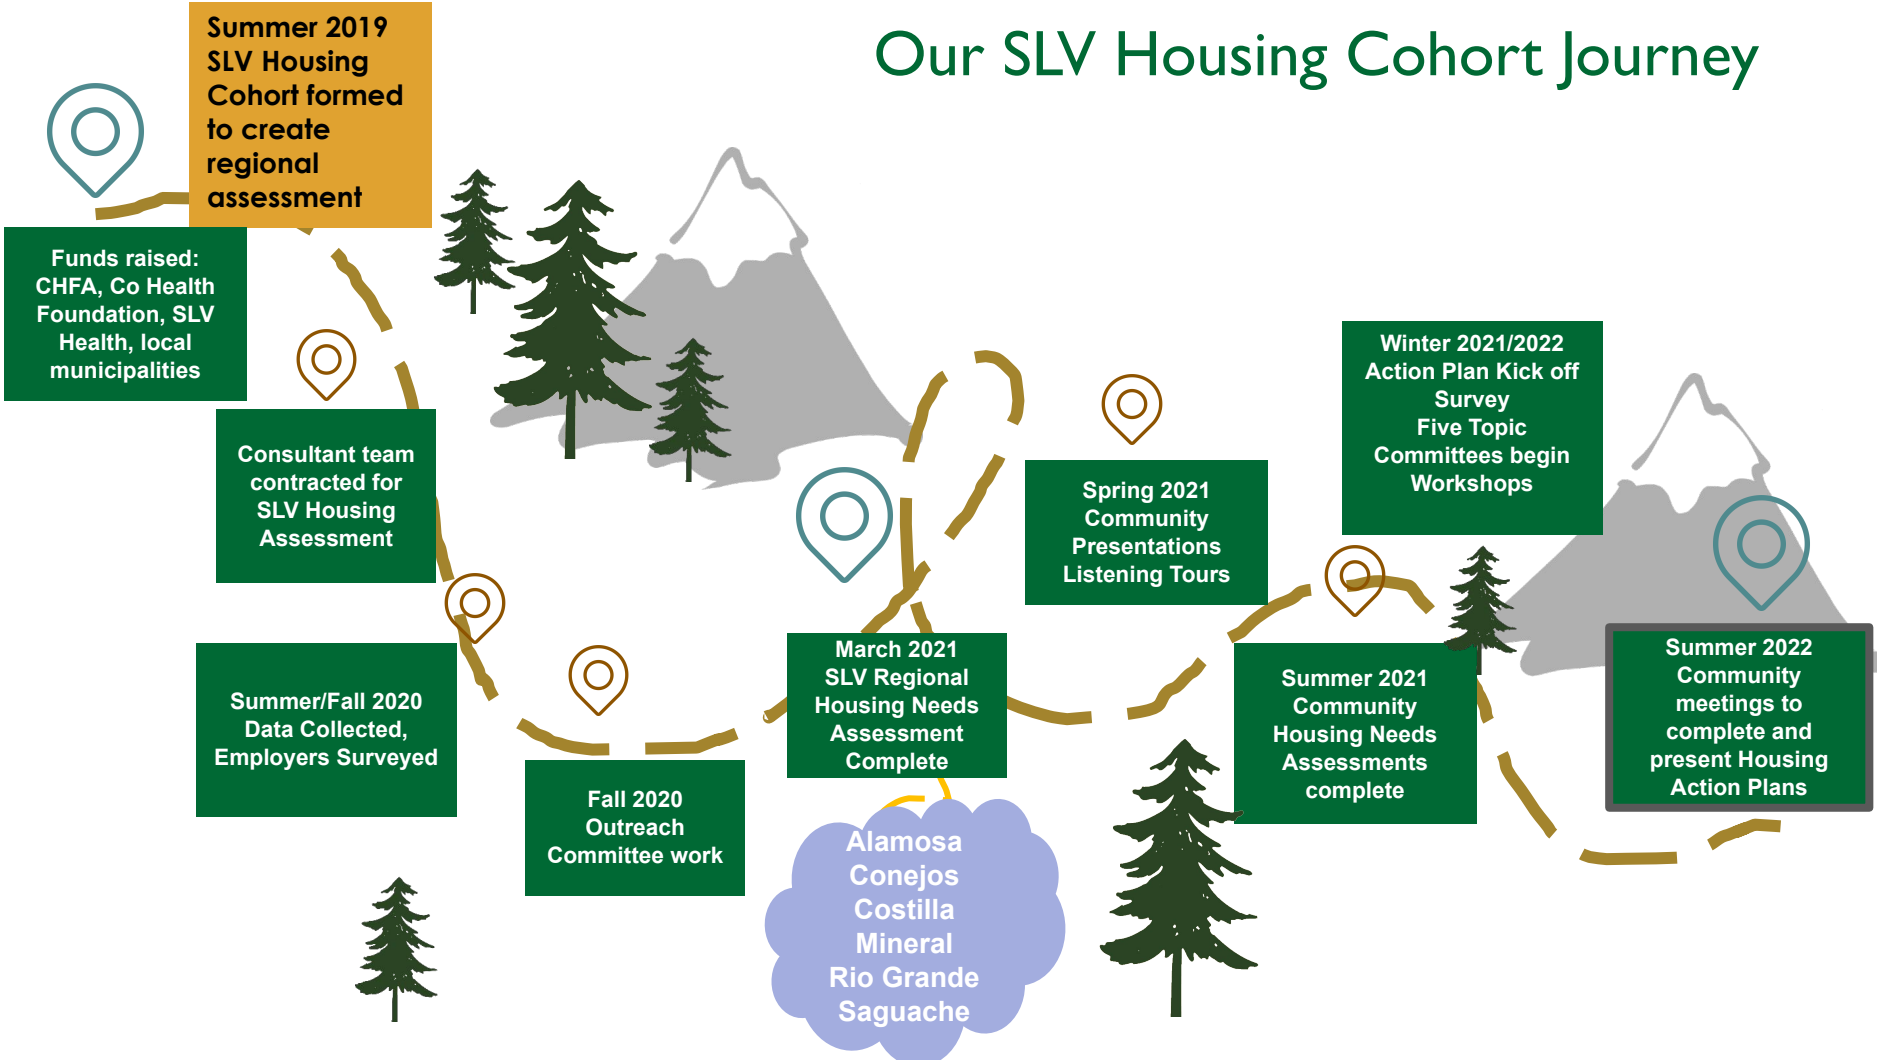 Our SLV Housing Cohort Journey
Summer 2019
SLV Housing
Cohort formed
to create
regional
assessment
Funds raised:
CHFA, Co Health
Foundation, SLV
Health, local
municipalities
Consultant team
contracted for
SLV Housing
Assessment
Summer/Fall 2020
Data Collected,
Employers Surveyed
Fall 2020
Outreach
Committee work
March 2021
SLV Regional
Housing Needs
Assessment
Complete
Alamosa
Conejos
Costilla
Mineral
Rio Grande
Saguache
Spring 2021
Community
Presentations
Listening Tours
Summer 2021
Community
Housing Needs
Assessments
complete
Winter 2021/2022
Action Plan Kick off
Survey
Five Topic
Committees begin
Workshops
Summer 2022
Community
meetings to
complete and
present Housing
Action Plans